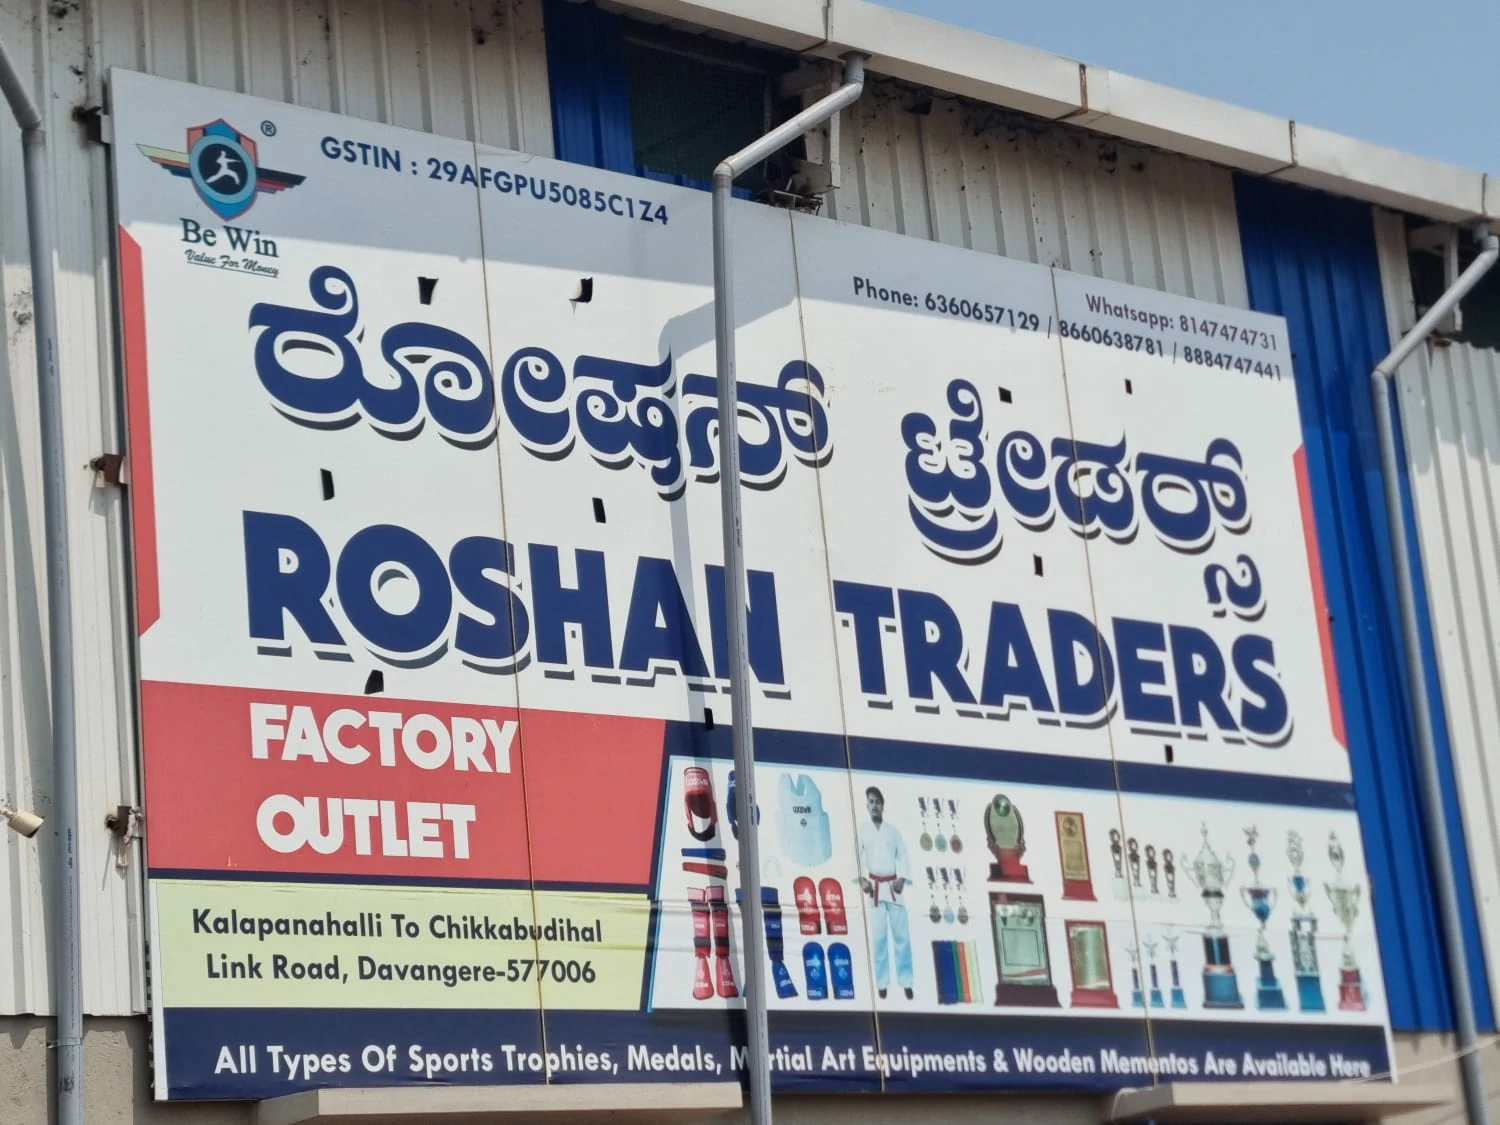 ®
Be Win
Value For Money
GSTIN : 29AFGPU5085C1Z4
Whatsapp: 8147474731
Phone: 6360657129 / 8660638781 / 8884747441
ರೋಷನ್ ಟ್ರೇಡರ್ಸ್
ROSHAN TRADERS
FACTORY
OUTLET
Kalapanahalli To Chikkabudihal
Link Road, Davangere-577006
All Types Of Sports Trophies, Medals, Martial Art Equipments & Wooden Mementos Are Available Here